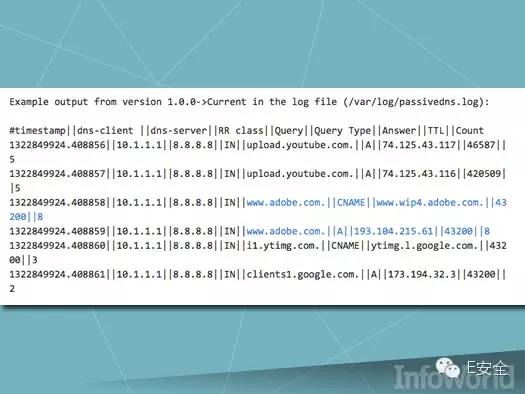 Example output from version 1.0.0->Current in the log file (/var/log/passivedns.log):
#timestamp||dns-client ||dns-server||RR class||Query||Query Type||Answer||TTL||Count
1322849924.408856||10.1.1.1||8.8.8.8||IN||upload.youtube.com.||A||74.125.43.117||46587||
5
1322849924.408857||10.1.1.1||8.8.8.8||IN||upload.youtube.com.||A||74.125.43.116||420509|
|5
1322849924.408858||10.1.1.1||8.8.8.8||IN||www.adobe.com.||CNAME||www.wip4.adobe.com.||43
200||8
1322849924.408859||10.1.1.1||8.8.8.8||IN||www.adobe.com.||A||193.104.215.61||43200||8
1322849924.408860||10.1.1.1||8.8.8.8||IN||i1.ytimg.com.||CNAME||ytimg.l.google.com.||432
00||3
1322849924.408861||10.1.1.1||8.8.8.8||IN||clients1.google.com.||A||173.194.32.3||43200||
2
E安全
InfoWorld